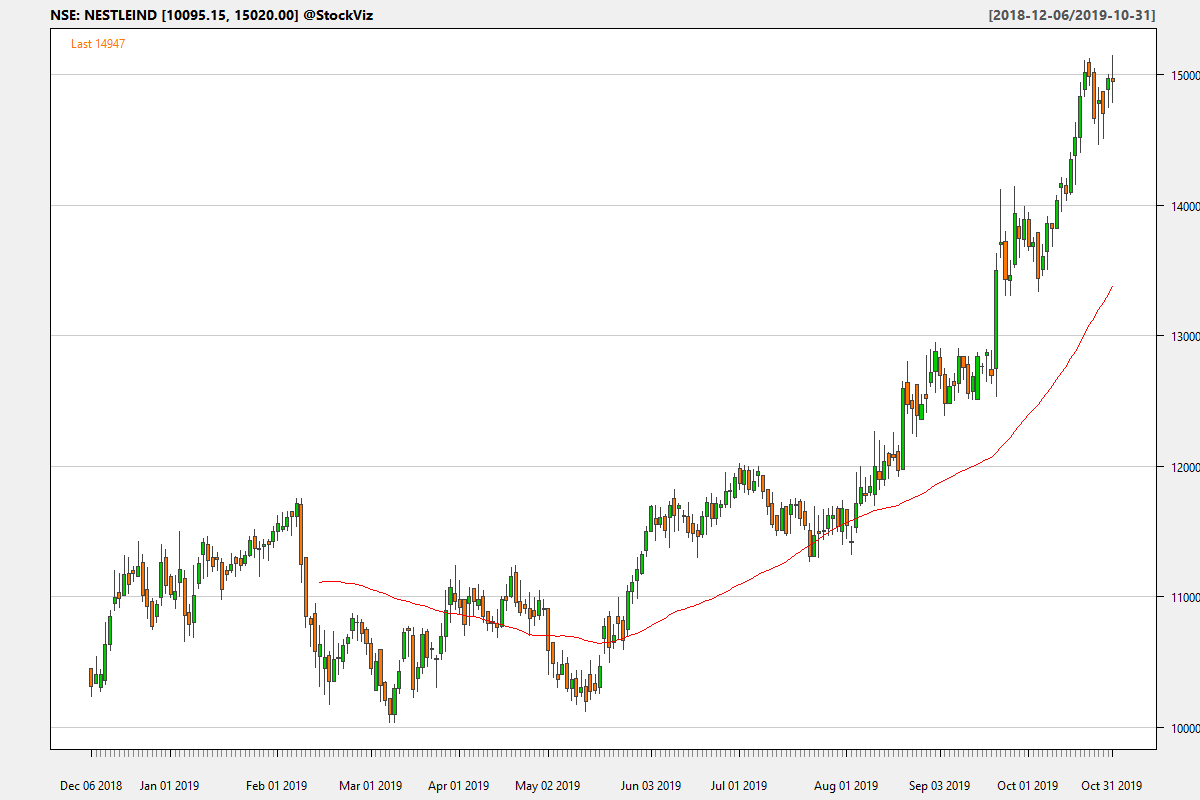 NSE: NESTLEIND [10095.15, 15020.00] @StockViz
[2018-12-06/2019-10-31]
Last 14947
15000
14000
13000
12000
11000
10000
Dec 06 2018 Jan 01 2019 Feb 01 2019 Mar 01 2019 Apr 01 2019 May 02 2019 Jun 03 2019 Jul 01 2019 Aug 01 2019 Sep 03 2019 Oct 01 2019 Oct 31 2019